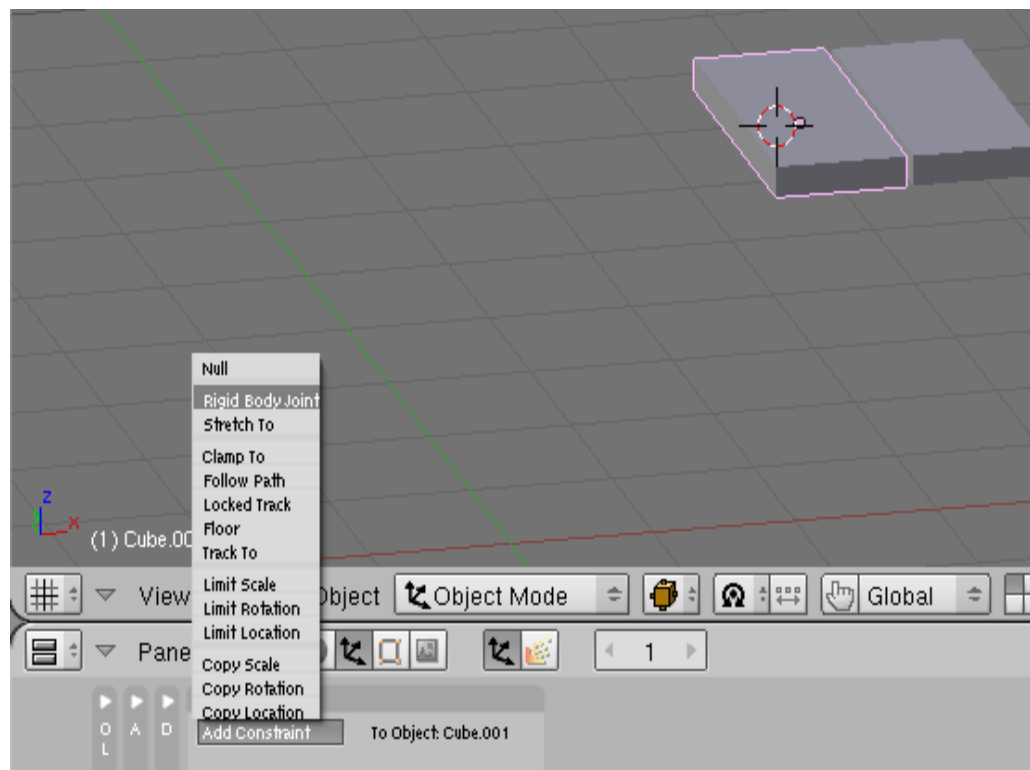 Null
Rigid Body Joint
Stretch To
Clamp To
Follow Path
Locked Track
Floor
Track To
Limit Scale
Limit Rotation
Limit Location
Copy Scale
Copy Rotation
Copy Location
Add Constraint
To Object: Cube.001
z
x
(1) Cube.00
View
bject
Object Mode
Global
Pane
1
O
L
A
D